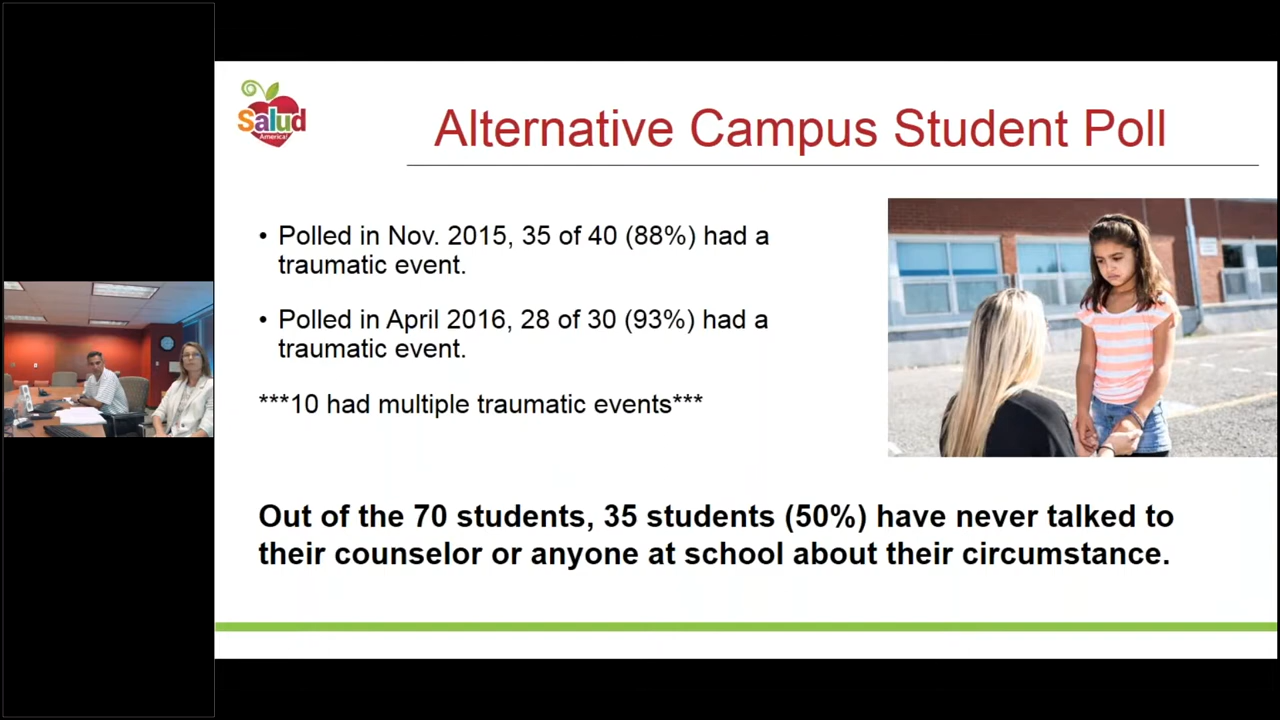 Salud
America!
Alternative Campus Student Poll
• Polled in Nov. 2015, 35 of 40 (88%) had a
traumatic event.
• Polled in April 2016, 28 of 30 (93%) had a
traumatic event.
***10 had multiple traumatic events***
Out of the 70 students, 35 students (50%) have never talked to
their counselor or anyone at school about their circumstance.